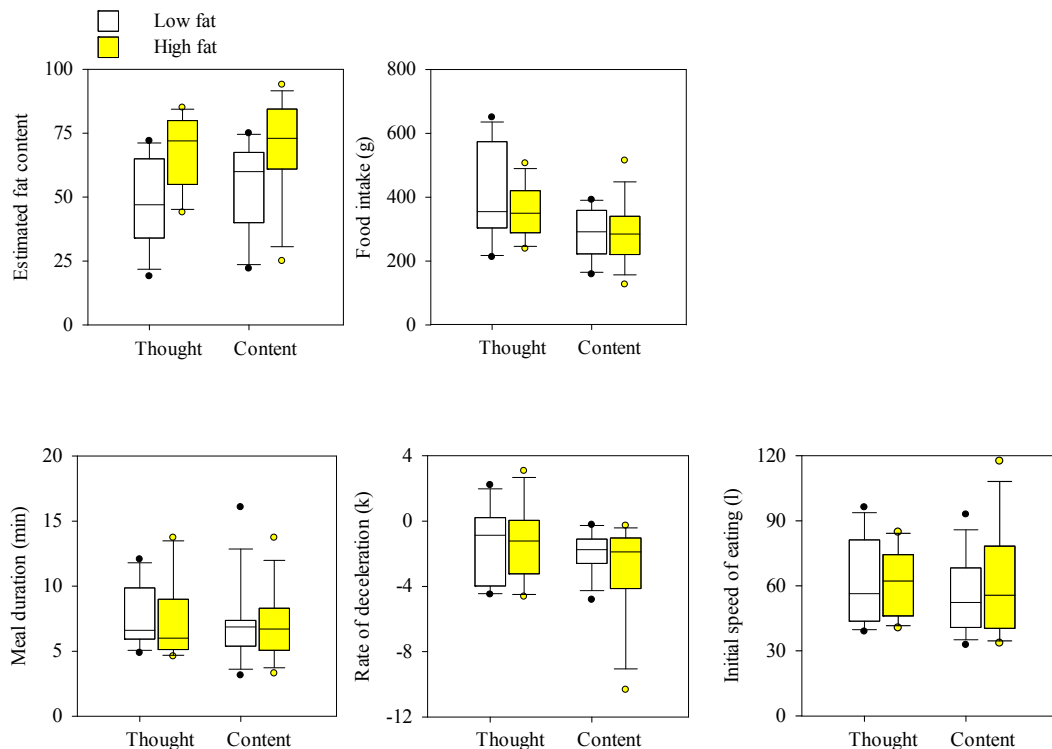 Low fat
High fat
Estimated fat content
100
75
50
25
0
Thought Content
Food intake (g)
800
600
400
200
0
Thought Content
Meal duration (min)
20
15
10
5
0
Thought Content
Rate of deceleration (k)
4
0
-4
-8
-12
Thought Content
Initial speed of eating (l)
120
90
60
30
0
Thought Content